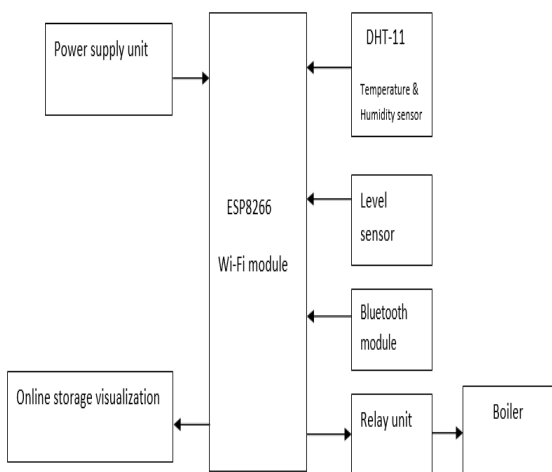 Power supply unit
DHT-11
Temperature &
Humidity sensor
ESP8266
Wi-Fi module
Level
sensor
Bluetooth
module
Online storage visualization
Relay unit
Boiler